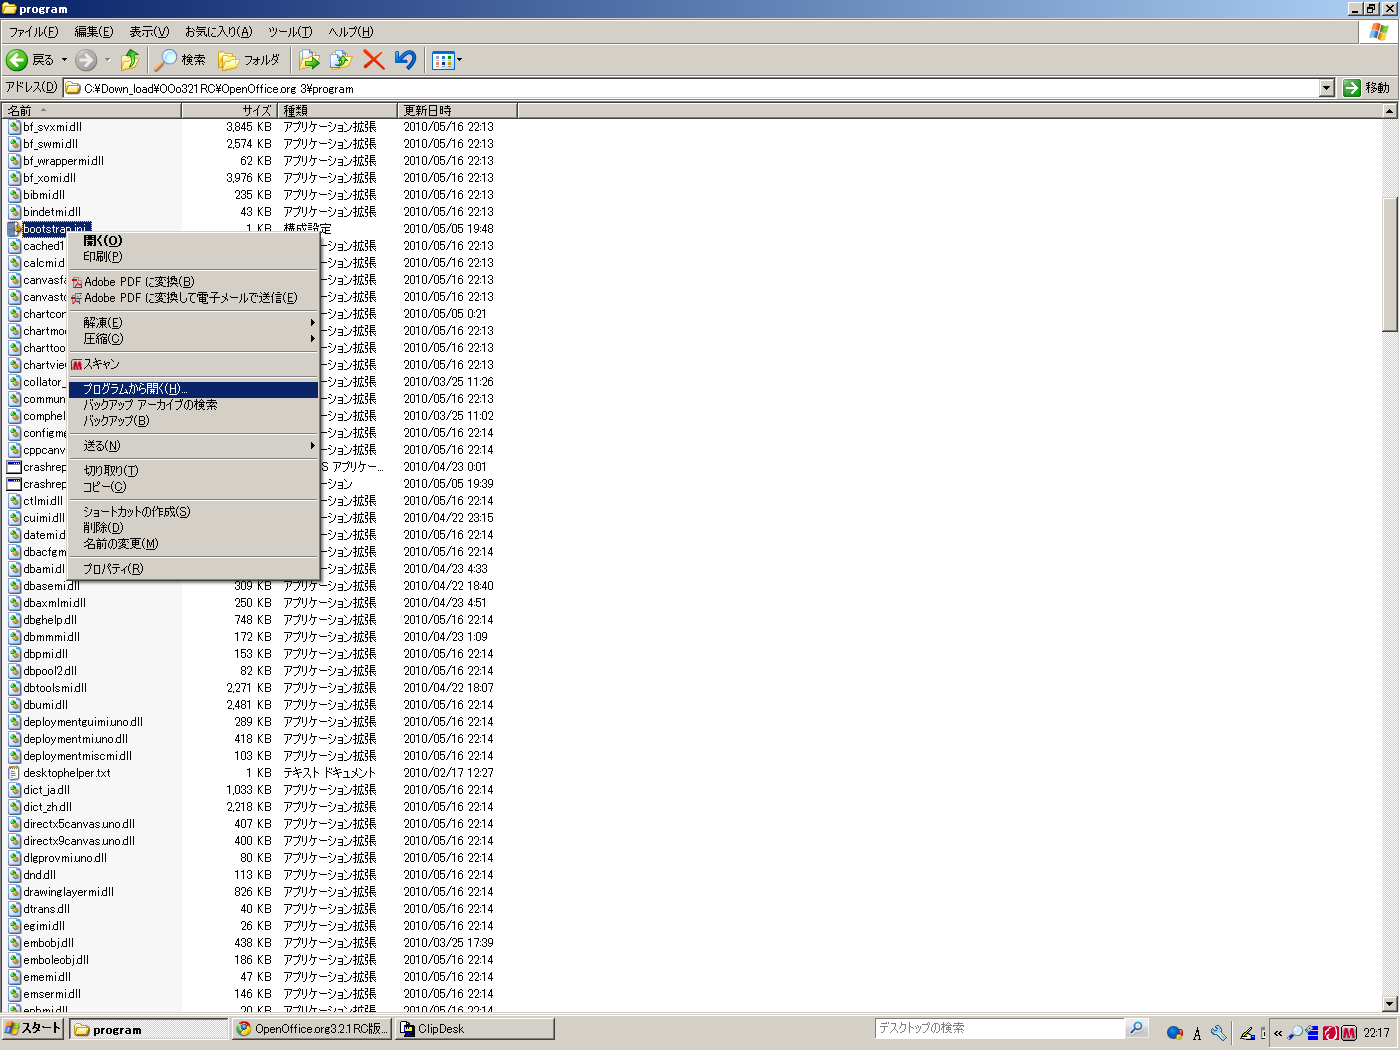 program
ファイル(F) 編集(E) 表示(V) お気に入り(A) ツール(T) ヘルプ(H)
戻る 検索 フォルダ
アドレス(D) C:¥Down_load¥OOo321RC¥OpenOffice.org 3¥program 移動
名前 サイズ 種類 更新日時
bf_svxmi.dll 3,845 KB アプリケーション拡張 2010/05/16 22:13
bf_swmi.dll 2,574 KB アプリケーション拡張 2010/05/16 22:13
bf_wrappermi.dll 62 KB アプリケーション拡張 2010/05/16 22:13
bf_xomi.dll 3,976 KB アプリケーション拡張 2010/05/16 22:13
bibmi.dll 235 KB アプリケーション拡張 2010/05/16 22:13
bindetmi.dll 43 KB アプリケーション拡張 2010/05/16 22:13
bootstrap.ini 1 KB 構成設定 2010/05/05 19:48
cached1 ーション拡張 2010/05/16 22:13
calcmi.d ーション拡張 2010/05/16 22:13
canvasfa ーション拡張 2010/05/16 22:13
canvasto ーション拡張 2010/05/16 22:13
chartcor ーション拡張 2010/05/05 0:21
chartmo ーション拡張 2010/05/16 22:13
charttoo ーション拡張 2010/05/16 22:13
chartvie ーション拡張 2010/05/16 22:13
collator_ ーション拡張 2010/03/25 11:26
commun ーション拡張 2010/05/16 22:13
comphel ーション拡張 2010/03/25 11:02
configme ーション拡張 2010/05/16 22:14
cppcanv ーション拡張 2010/05/16 22:14
crashrep S アプリケー... 2010/04/23 0:01
crashrep ーション 2010/05/05 19:39
ctlmi.dll ーション拡張 2010/05/16 22:14
cuimi.dll ーション拡張 2010/04/22 23:15
datemi.d ーション拡張 2010/05/16 22:14
dbacfgm ーション拡張 2010/05/16 22:14
dbami.dl ーション拡張 2010/04/23 4:33
dbasemi.dll 309 KB アプリケーション拡張 2010/04/22 18:40
dbaxmlmi.dll 250 KB アプリケーション拡張 2010/04/23 4:51
dbghelp.dll 748 KB アプリケーション拡張 2010/05/16 22:14
dbmmmi.dll 172 KB アプリケーション拡張 2010/04/23 1:09
dbpmi.dll 153 KB アプリケーション拡張 2010/05/16 22:14
dbpool2.dll 82 KB アプリケーション拡張 2010/05/16 22:14
dbtoolsmi.dll 2,271 KB アプリケーション拡張 2010/04/22 18:07
dbumi.dll 2,481 KB アプリケーション拡張 2010/05/16 22:14
deploymentguimi.uno.dll 289 KB アプリケーション拡張 2010/05/16 22:14
deploymentmi.uno.dll 418 KB アプリケーション拡張 2010/05/16 22:14
deploymentmiscmi.dll 103 KB アプリケーション拡張 2010/05/16 22:14
desktophelper.txt 1 KB テキスト ドキュメント 2010/02/17 12:27
dict_ja.dll 1,033 KB アプリケーション拡張 2010/05/16 22:14
dict_zh.dll 2,218 KB アプリケーション拡張 2010/05/16 22:14
directx5canvas.uno.dll 407 KB アプリケーション拡張 2010/05/16 22:14
directx9canvas.uno.dll 400 KB アプリケーション拡張 2010/05/16 22:14
dlgprovmi.uno.dll 80 KB アプリケーション拡張 2010/05/16 22:14
dnd.dll 113 KB アプリケーション拡張 2010/05/16 22:14
drawinglayermi.dll 826 KB アプリケーション拡張 2010/05/16 22:14
dtrans.dll 40 KB アプリケーション拡張 2010/05/16 22:14
egimi.dll 26 KB アプリケーション拡張 2010/05/16 22:14
embobj.dll 438 KB アプリケーション拡張 2010/03/25 17:39
emboleobj.dll 186 KB アプリケーション拡張 2010/05/16 22:14
ememi.dll 47 KB アプリケーション拡張 2010/05/16 22:14
emsermi.dll 146 KB アプリケーション拡張 2010/05/16 22:14
ephmi.dll 20 KB アプリケーション拡張 2010/05/16 22:14
開く(O)
印刷(P)
Adobe PDF に変換(B)
Adobe PDF に変換して電子メールで送信(E)
解凍(E)
圧縮(C)
スキャン
プログラムから開く(H)...
バックアップ アーカイブの検索
バックアップ(B)
送る(N)
切り取り(T)
コピー(C)
ショートカットの作成(S)
削除(D)
名前の変更(M)
プロパティ(R)
スタート program OpenOffice.org3.2.1 RC版... ClipDesk デスクトップの検索 A « 22:17